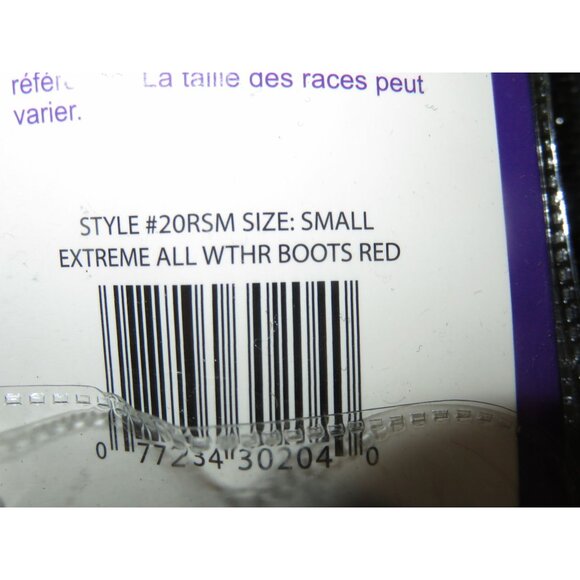 La taille des races peut
varier.
STYLE #20RSM SIZE: SMALL
EXTREME ALL WTHR BOOTS RED
0 77234 30204 0